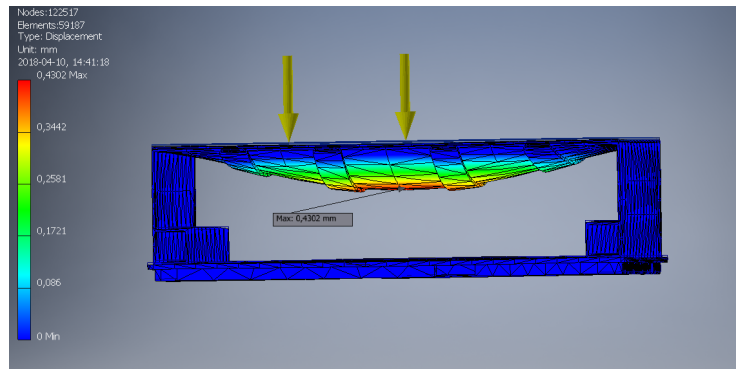 Nodes:122517
Elements:59187
Type: Displacement
Unit: mm
2018-04-10, 14:41:18
0,4302 Max
0,3442
0,2581
0,1721
0,086
0 Min
Max: 0,4302 mm